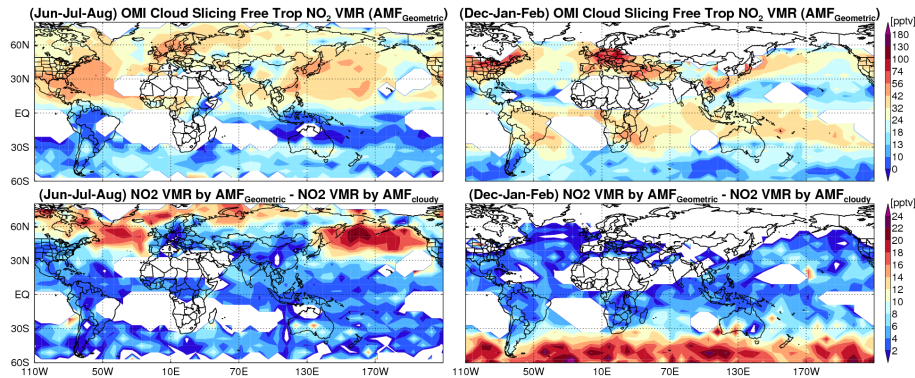 (Jun-Jul-Aug) OMI Cloud Slicing Free Trop NO2 VMR (AMFGeometric)
(Dec-Jan-Feb) OMI Cloud Slicing Free Trop NO2 VMR (AMFGeometric)
[pptv]
60N
30N
EQ
30S
60S
180
130
100
74
56
42
32
24
18
13
10
0
(Jun-Jul-Aug) NO2 VMR by AMFGeometric - NO2 VMR by AMFcloudy
(Dec-Jan-Feb) NO2 VMR by AMFGeometric - NO2 VMR by AMFcloudy
[pptv]
60N
30N
EQ
30S
60S
24
22
20
18
16
14
12
10
8
6
4
2
110W 50W 10E 70E 130E 170W
110W 50W 10E 70E 130E 170W